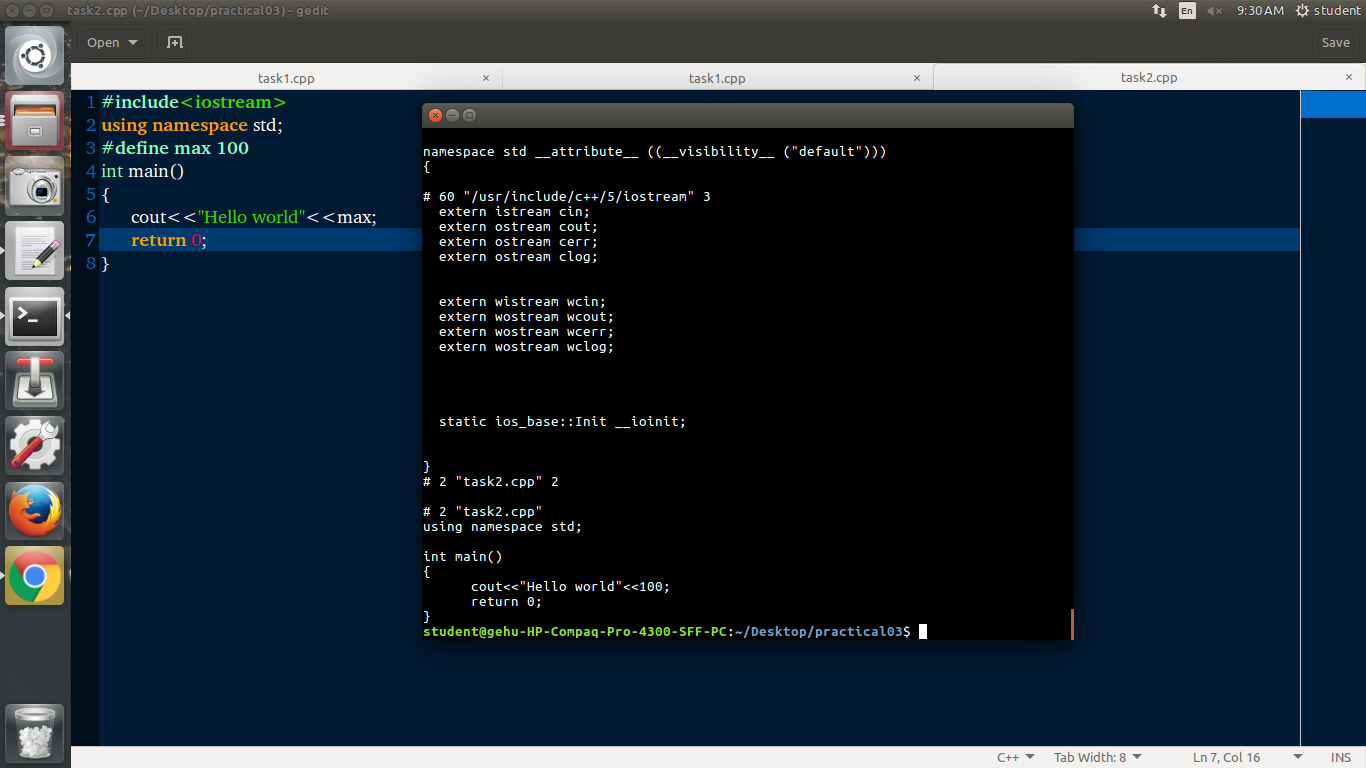 task2.cpp (~/Desktop/practical03) - gedit
En
9:30 AM
student
Open
Save
task1.cpp ×
task1.cpp ×
task2.cpp ×
1 #include<iostream>
2 using namespace std;
3 #define max 100
4 int main()
5 {
6 cout<<"Hello world"<<max;
7 return 0;
8 }
namespace std __attribute__ ((__visibility__ ("default")))
{
# 60 "/usr/include/c++/5/iostream" 3
extern istream cin;
extern ostream cout;
extern ostream cerr;
extern ostream clog;
extern wistream wcin;
extern wostream wcout;
extern wostream wcerr;
extern wostream wclog;
static ios_base::Init __ioinit;
}
# 2 "task2.cpp" 2
# 2 "task2.cpp"
using namespace std;
int main()
{
cout<<"Hello world"<<100;
return 0;
}
student@gehu-HP-Compaq-Pro-4300-SFF-PC:~/Desktop/practical03$
C++
Tab Width: 8
Ln 7, Col 16
INS